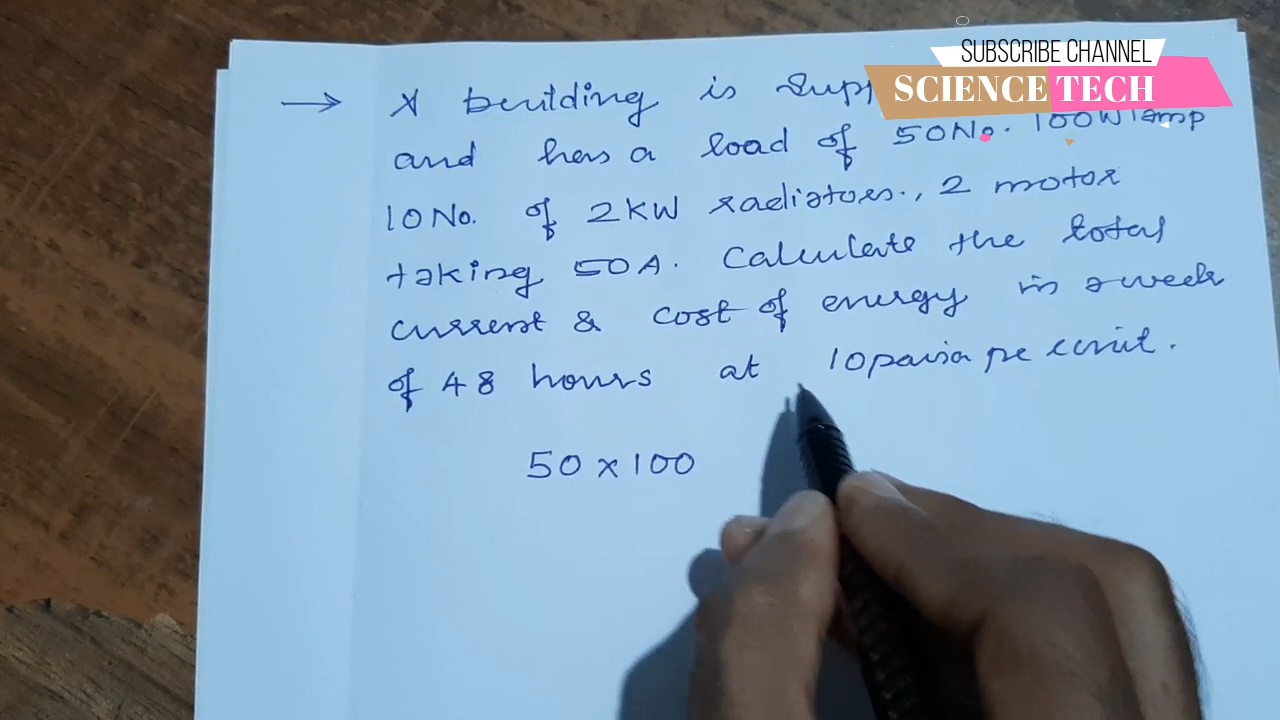 SUBSCRIBE CHANNEL
SCIENCE TECH
→ A building is
and has a load of 50No. 100W lamp
10No. of 2KW radiators., 2 motor
taking 50A. Calculate the total
current & cost of energy in a week
of 48 hours at 10paisa pe unit.
50 x 100